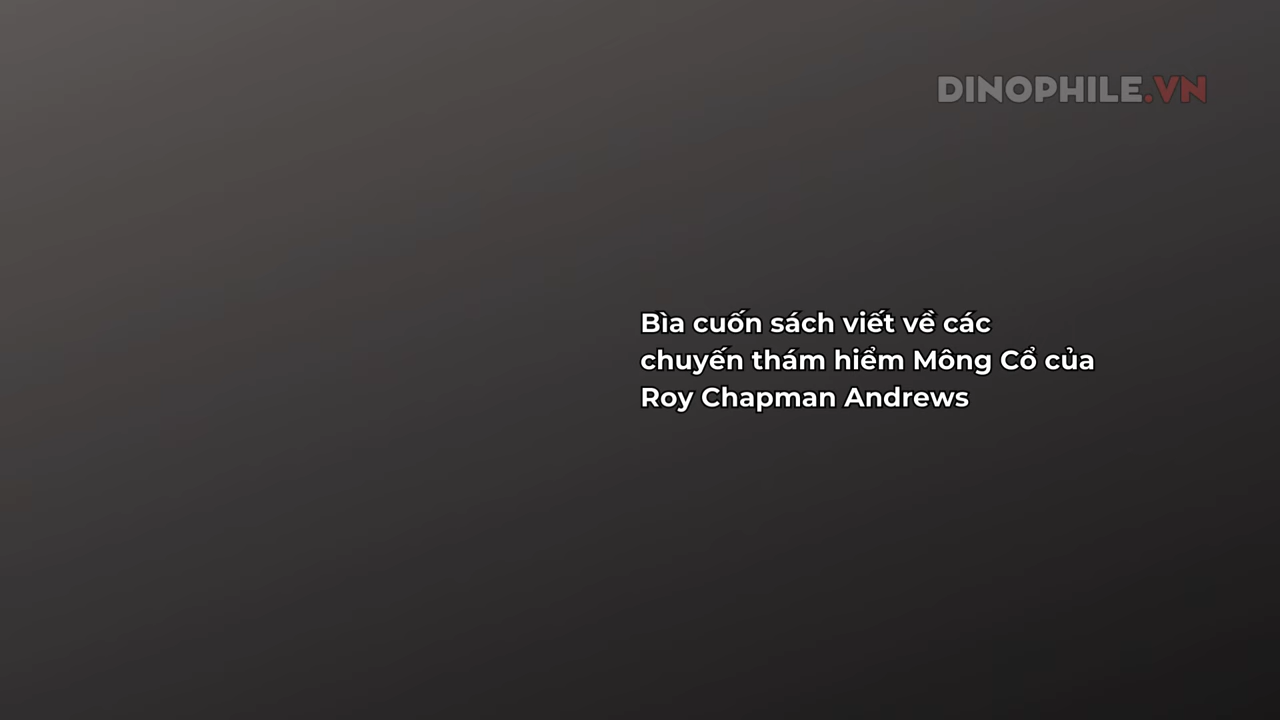 DINOPHILE.VN
Bìa cuốn sách viết về các
chuyến thám hiểm Mông Cổ của
Roy Chapman Andrews